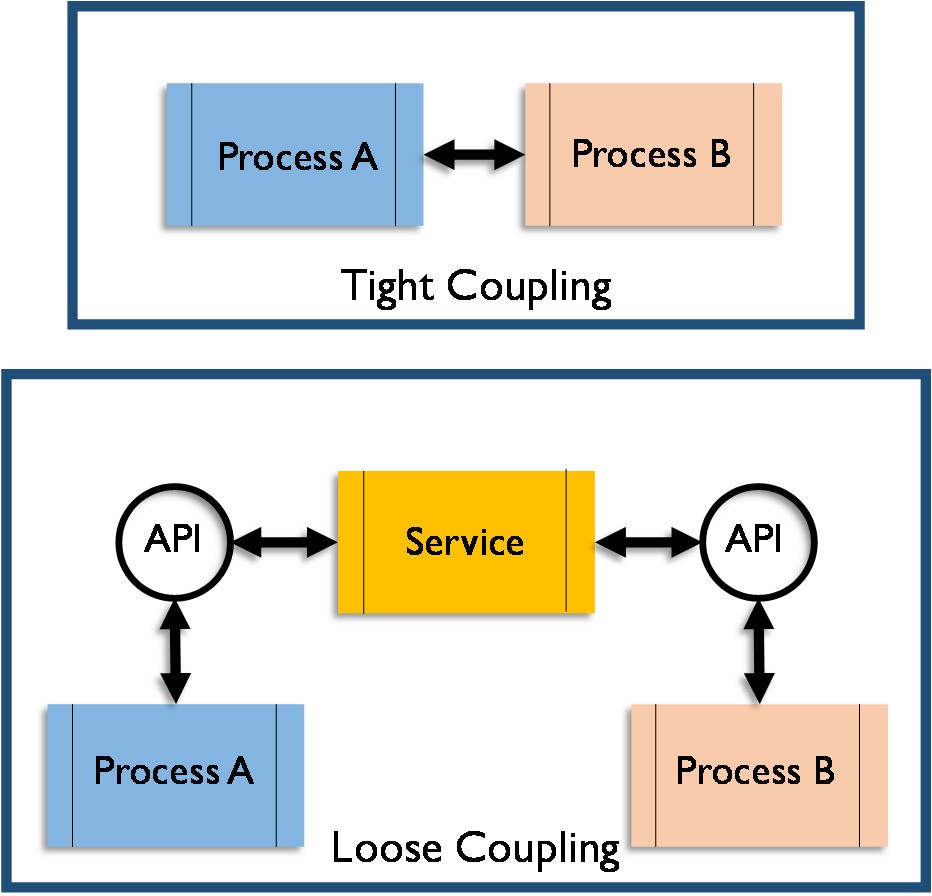 Process A
Process B
Tight Coupling
API
Service
API
Process A
Process B
Loose Coupling